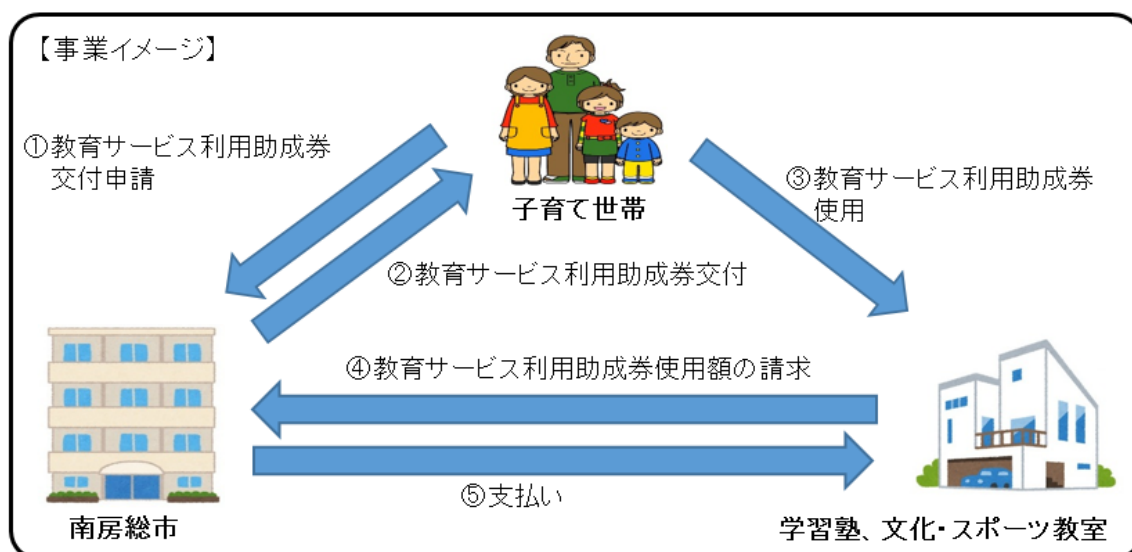 【事業イメージ】
①教育サービス利用助成券
交付申請
子育て世帯
③教育サービス利用助成券
使用
②教育サービス利用助成券交付
④教育サービス利用助成券使用額の請求
⑤支払い
南房総市
学習塾、文化・スポーツ教室